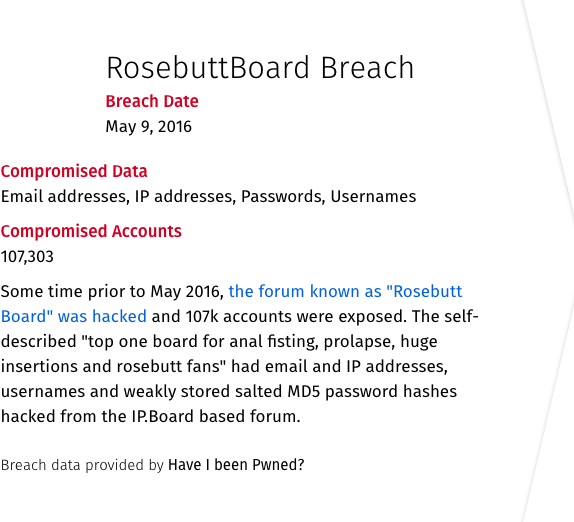 RosebuttBoard Breach
Breach Date
May 9, 2016
Compromised Data
Email addresses, IP addresses, Passwords, Usernames
Compromised Accounts
107,303
Some time prior to May 2016, the forum known as "Rosebutt
Board" was hacked and 107k accounts were exposed. The self-
described "top one board for anal fisting, prolapse, huge
insertions and rosebutt fans" had email and IP addresses,
usernames and weakly stored salted MD5 password hashes
hacked from the IP.Board based forum.
Breach data provided by Have I been Pwned?